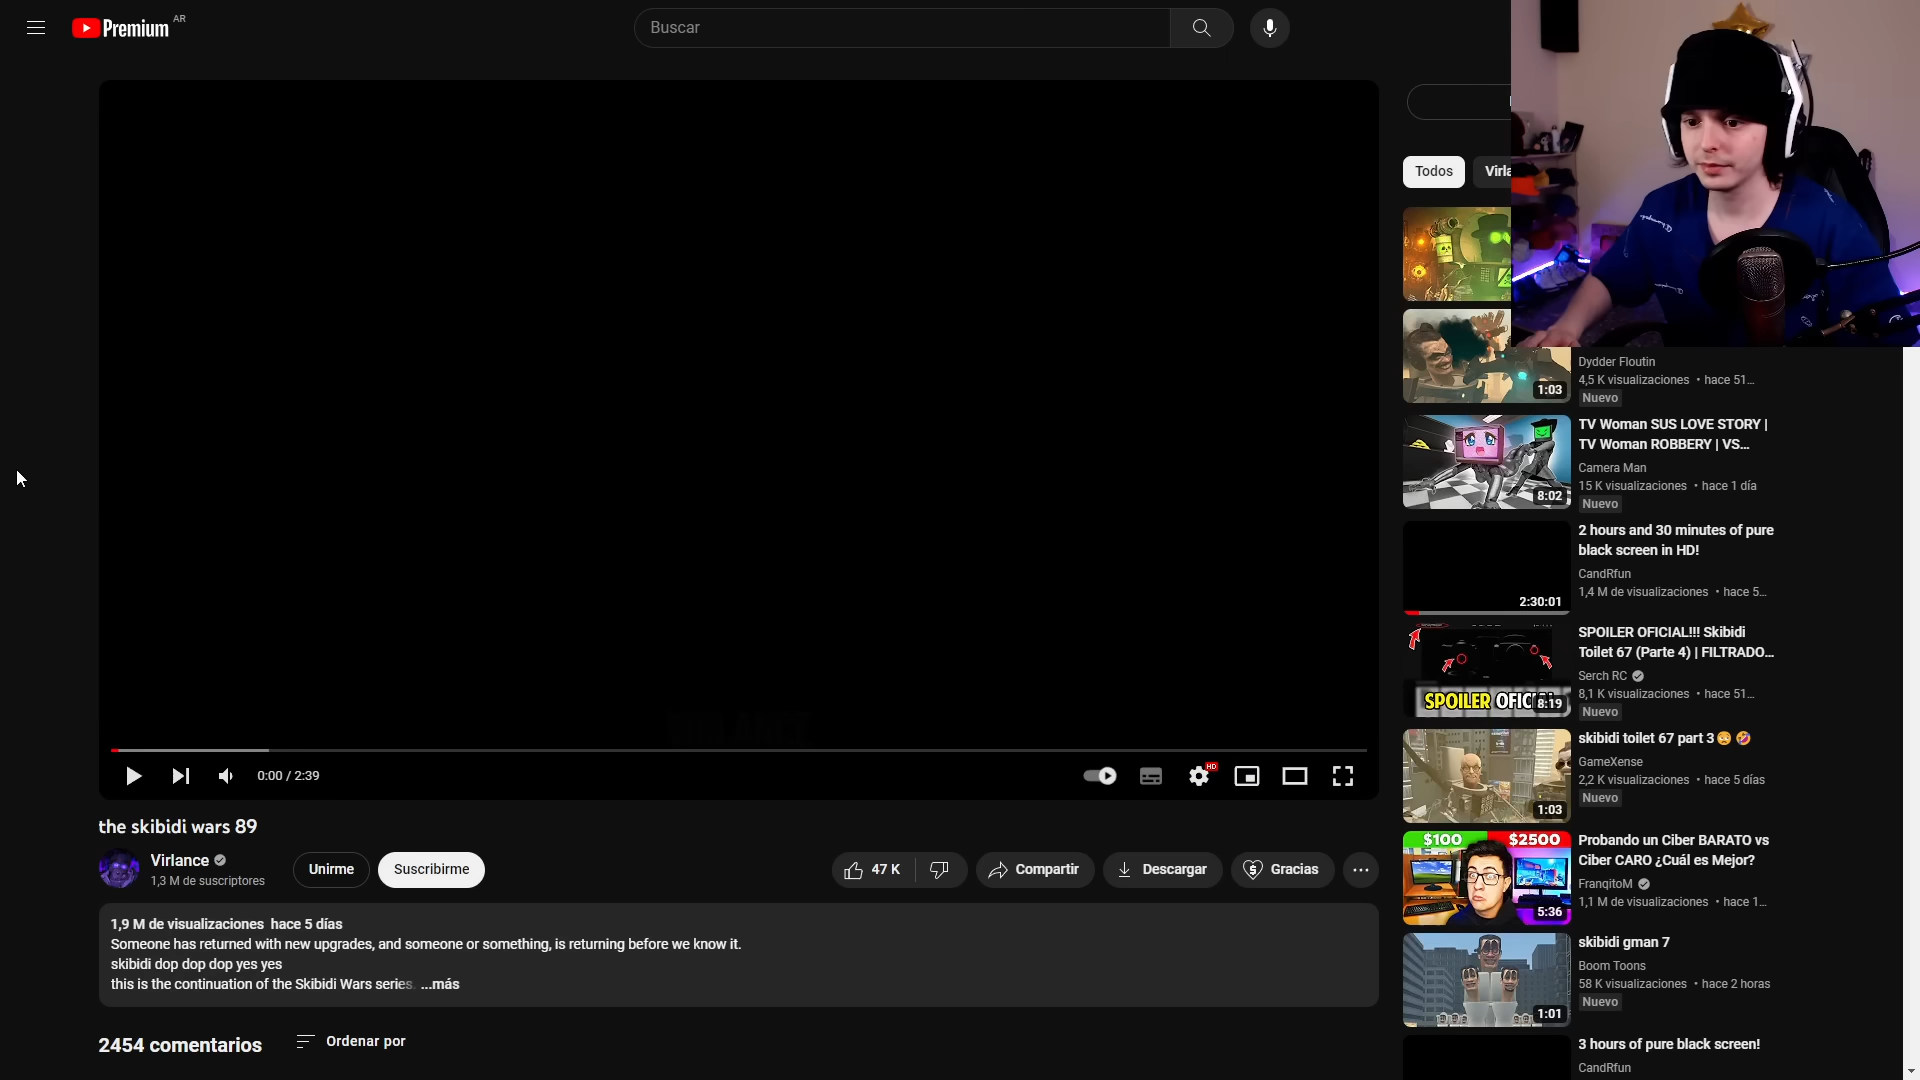 Premium AR
Buscar
Todos
0:00 / 2:39
HD
the skibidi wars 89
Virlance
1,3 M de suscriptores
Unirme
Suscribirme
47 K
Compartir
Descargar
Gracias
1,9 M de visualizaciones hace 5 días
Someone has returned with new upgrades, and someone or something, is returning before we know it.
skibidi dop dop dop yes yes
this is the continuation of the Skibidi Wars series. ...más
2454 comentarios
Ordenar por
1:03
Dydder Floutin
4,5 K visualizaciones • hace 51...
Nuevo
8:02
TV Woman SUS LOVE STORY |
TV Woman ROBBERY | VS...
Camera Man
15 K visualizaciones • hace 1 día
Nuevo
2:30:01
2 hours and 30 minutes of pure
black screen in HD!
CandRfun
1,4 M de visualizaciones • hace 5...
SPOILER
8:19
SPOILER OFICIAL!!! Skibidi
Toilet 67 (Parte 4) | FILTRADO...
Serch RC
8,1 K visualizaciones • hace 51...
Nuevo
1:03
skibidi toilet 67 part 3
GameXense
2,2 K visualizaciones • hace 5 días
Nuevo
$100 $2500
5:36
Probando un Ciber BARATO vs
Ciber CARO ¿Cuál es Mejor?
FranqitoM
1,1 M de visualizaciones • hace 1...
1:01
skibidi gman 7
Boom Toons
58 K visualizaciones • hace 2 horas
Nuevo
3 hours of pure black screen!
CandRfun